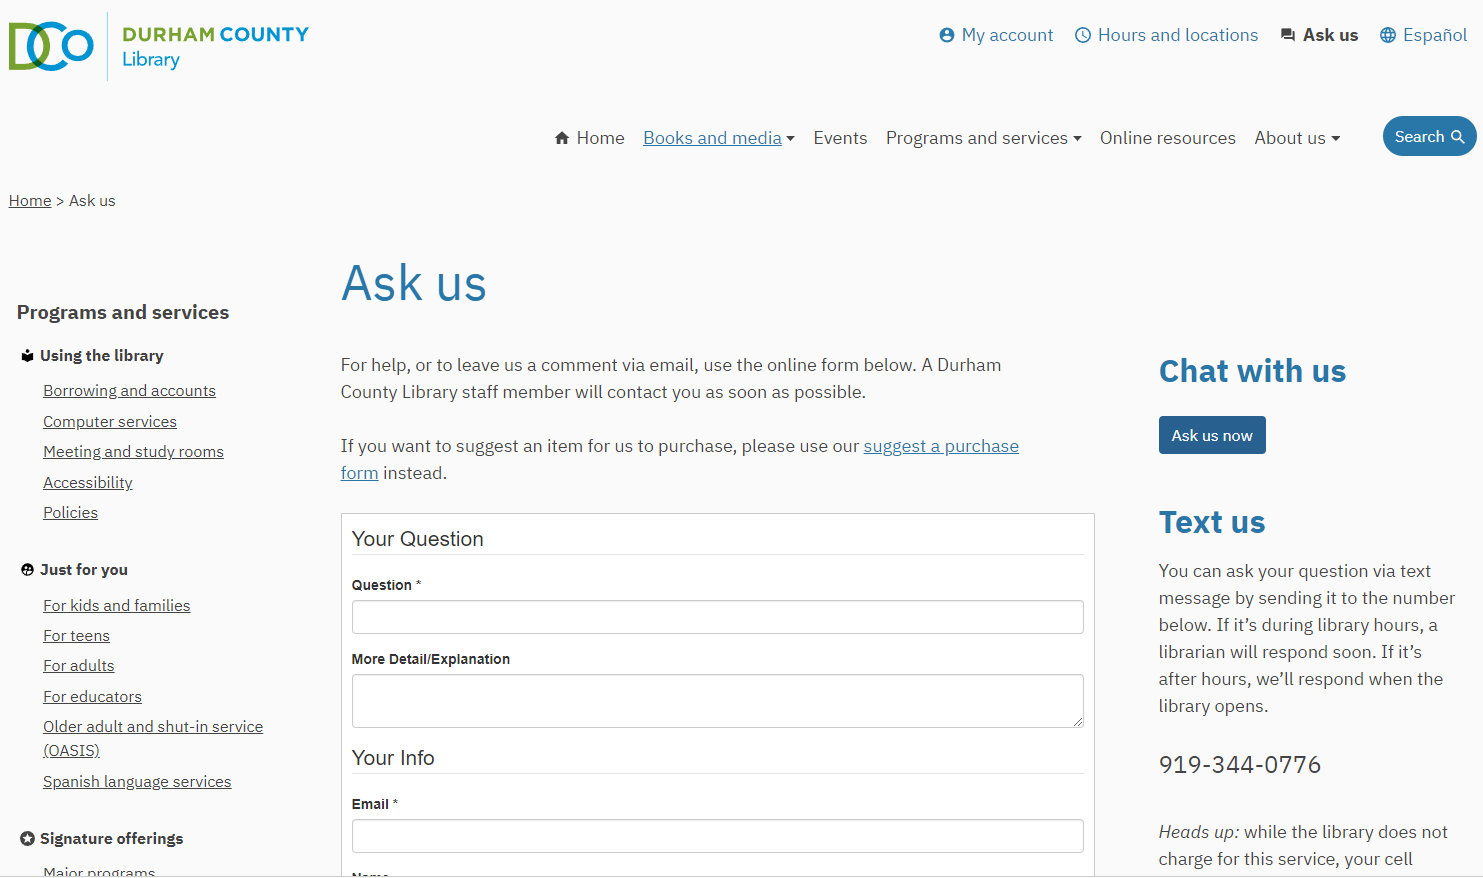 DCo
DURHAM COUNTY
Library
My account
Hours and locations
Ask us
Español
Home
Books and media
Events
Programs and services
Online resources
About us
Search
Home > Ask us
Programs and services
Using the library
Borrowing and accounts
Computer services
Meeting and study rooms
Accessibility
Policies
Just for you
For kids and families
For teens
For adults
For educators
Older adult and shut-in service
(OASIS)
Spanish language services
Signature offerings
Major programs
Ask us
For help, or to leave us a comment via email, use the online form below. A Durham
County Library staff member will contact you as soon as possible.
If you want to suggest an item for us to purchase, please use our suggest a purchase
form instead.
Your Question
Question *
More Detail/Explanation
Your Info
Email *
Name
Chat with us
Ask us now
Text us
You can ask your question via text
message by sending it to the number
below. If it’s during library hours, a
librarian will respond soon. If it’s
after hours, we’ll respond when the
library opens.
919-344-0776
Heads up: while the library does not
charge for this service, your cell